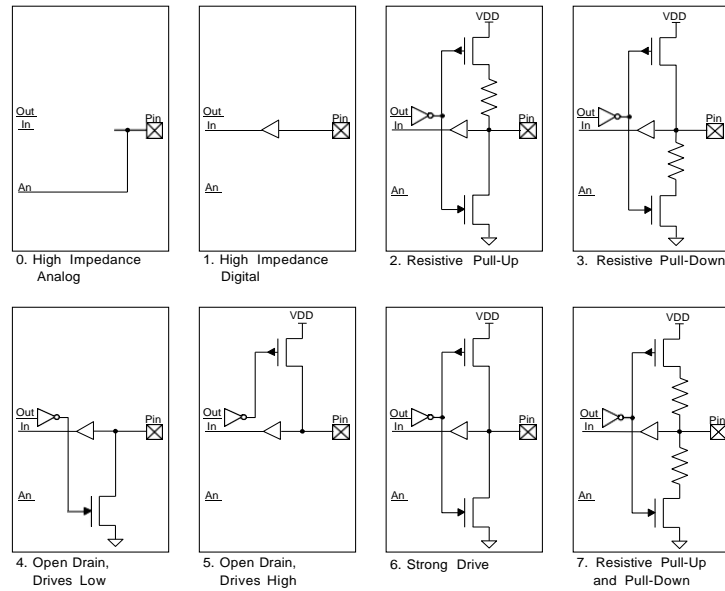 VDD
VDD
Out
In
Pin
An
Out
In
Pin
An
Out
In
Pin
An
Out
In
Pin
An
0. High Impedance
Analog
1. High Impedance
Digital
2. Resistive Pull-Up
3. Resistive Pull-Down
VDD
VDD
VDD
Out
In
Pin
An
Out
In
Pin
An
Out
In
Pin
An
Out
In
Pin
An
4. Open Drain,
Drives Low
5. Open Drain,
Drives High
6. Strong Drive
7. Resistive Pull-Up
and Pull-Down